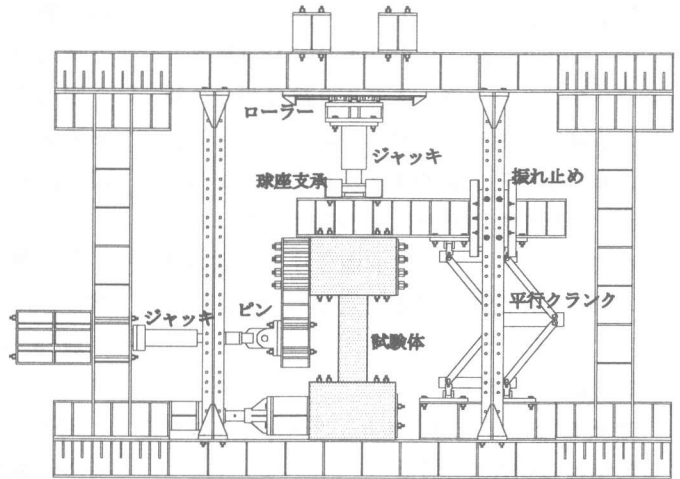 ローラー
ジャッキ
球座支承
振れ止め
ジャッキ
ピン
平行クランク
試験体